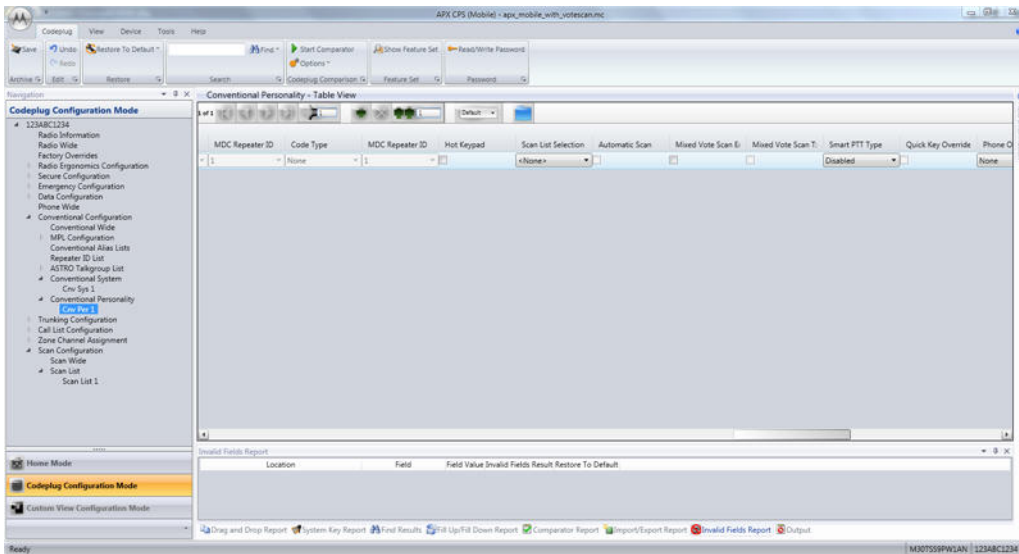 APX CPS (Mobile) - apx_mobile_with_votescan.mc
Codeplug View Device Tools Help
Save Undo Restore To Default Find Start Comparator Show Feature Set Read/Write Password
Redo Options
Archive Edit Restore Search Codeplug Comparison Feature Set Password
Navigation
Conventional Personality - Table View
Codeplug Configuration Mode
1 of 1 1 1 Default
123ABC1234
Radio Information
Radio Wide
Factory Overrides
Radio Ergonomics Configuration
Secure Configuration
Emergency Configuration
Data Configuration
Phone Wide
Conventional Configuration
Conventional Wide
MPL Configuration
Conventional Alias Lists
Repeater ID List
ASTRO Talkgroup List
Conventional System
Cnv Sys 1
Conventional Personality
Cnv Per 1
Trunking Configuration
Call List Configuration
Zone Channel Assignment
Scan Configuration
Scan Wide
Scan List
Scan List 1
MDC Repeater ID Code Type MDC Repeater ID Hot Keypad Scan List Selection Automatic Scan Mixed Vote Scan E Mixed Vote Scan T Smart PTT Type Quick Key Override Phone O
1 None 1 <None> Disabled None
Invalid Fields Report
Location Field Field Value Invalid Fields Result Restore To Default
Home Mode
Codeplug Configuration Mode
Custom View Configuration Mode
Drag and Drop Report System Key Report Find Results Fill Up/Fill Down Report Comparator Report Import/Export Report Invalid Fields Report Output
Ready M30TSS9PW1AN 123ABC1234